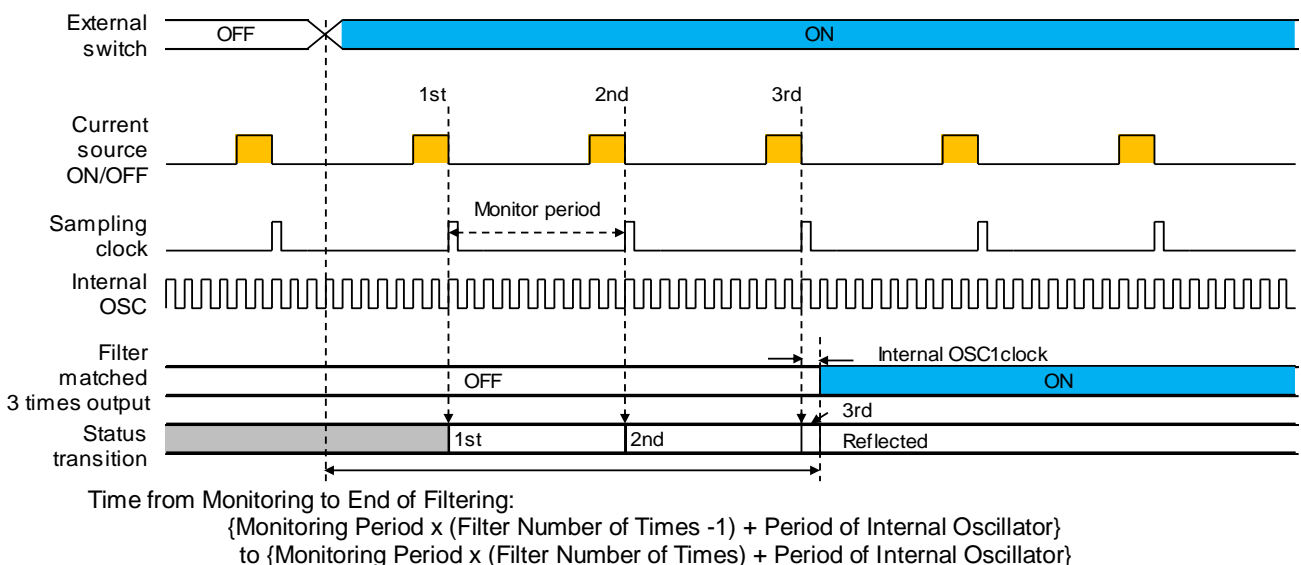 External
switch
OFF
ON
1st
2nd
3rd
Current
source
ON/OFF
Monitor period
Sampling
clock
Internal
OSC
Filter
matched
3 times output
Internal OSC1clock
OFF
ON
3rd
Status
transition
1st
2nd
Reflected
Time from Monitoring to End of Filtering:
{Monitoring Period x (Filter Number of Times -1) + Period of Internal Oscillator}
to {Monitoring Period x (Filter Number of Times) + Period of Internal Oscillator}